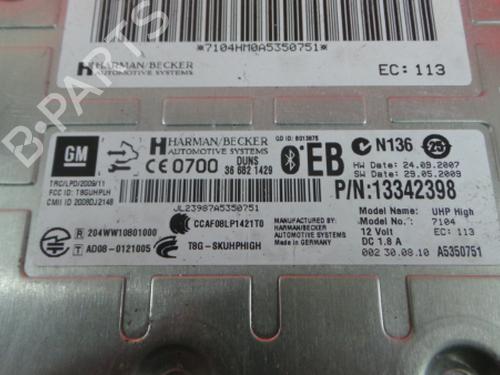 *7104HM0A5350751*
HARMAN/BECKER
AUTOMOTIVE SYSTEMS
EC: 113
B-PARTS
GM
HARMAN/BECKER
AUTOMOTIVE SYSTEMS
CE 0700
DUNS
36 682 1429
QD ID: B013875
EB
N136
HW Date: 24.09.2007
SW Date: 29.05.2009
P/N:13342398
TRC/LPD/2009/11
FCC ID: T8GUHPLH
CMII ID 2008DJ2148
JL23987A5350751
Model Name: UHP High
Model No.: 7104
12 Volt EC: 113
DC 1.8 A
002 30.08.10 A5350751
R 204WW10801000
T AD08-0121005
CCAF08LP1421T0
T8G-SKUHPHIGH
MANUFACTURED BY
HARMAN/BECKER
AUTOMOTIVE SYSTEMS